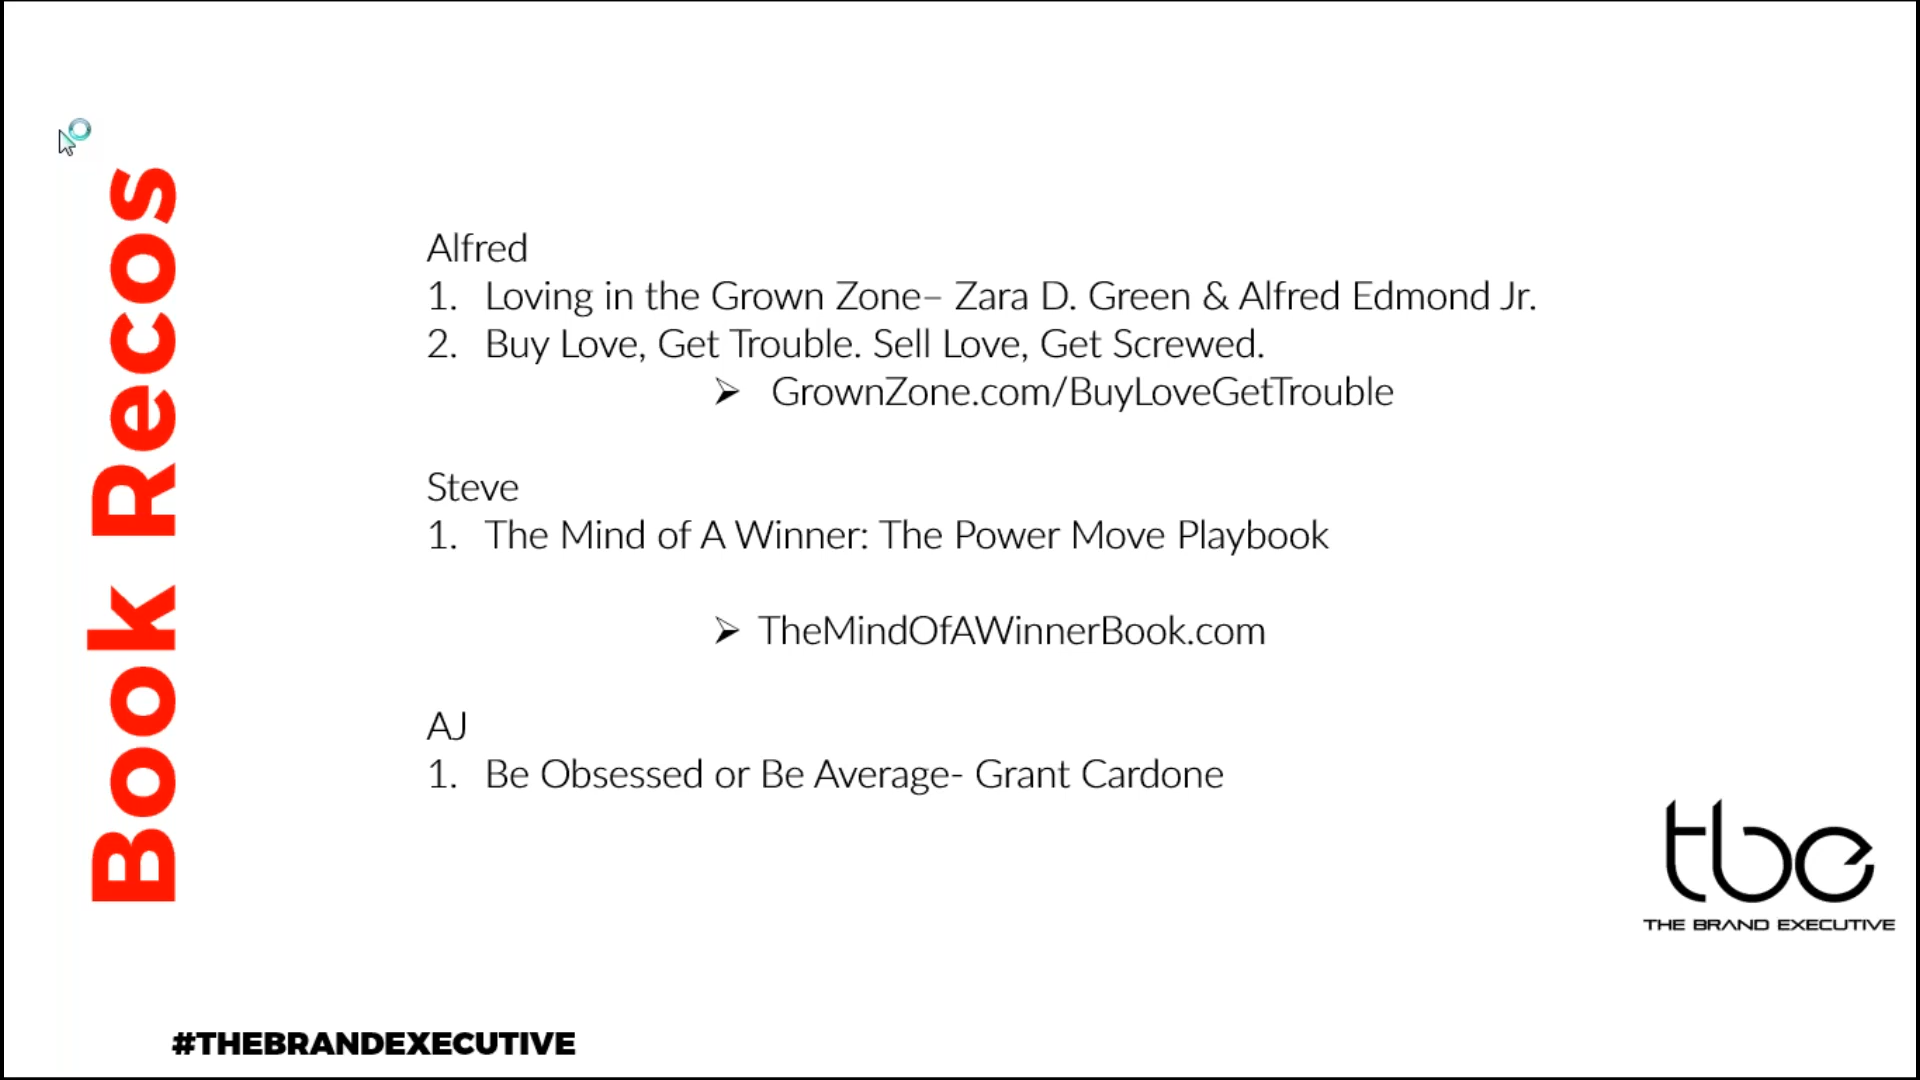 Book Recos
Alfred
1. Loving in the Grown Zone– Zara D. Green & Alfred Edmond Jr.
2. Buy Love, Get Trouble. Sell Love, Get Screwed.
➢ GrownZone.com/BuyLoveGetTrouble
Steve
1. The Mind of A Winner: The Power Move Playbook
➢ TheMindOfAWinnerBook.com
AJ
1. Be Obsessed or Be Average- Grant Cardone
tbe
THE BRAND EXECUTIVE
#THEBRANDEXECUTIVE